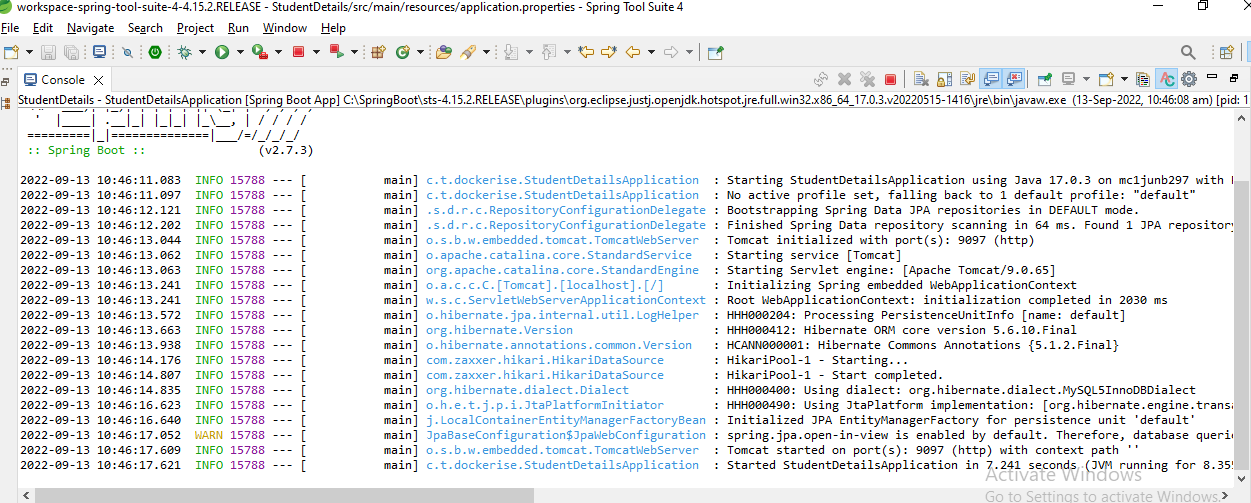 workspace-spring-tool-suite-4-4.15.2.RELEASE - StudentDetails/src/main/resources/application.properties - Spring Tool Suite 4
File Edit Navigate Search Project Run Window Help
Console
StudentDetails - StudentDetailsApplication [Spring Boot App] C:\SpringBoot\sts-4.15.2.RELEASE\plugins\org.eclipse.justj.openjdk.hotspot.jre.full.win32.x86_64_17.0.3.v20220515-1416\jre\bin\javaw.exe (13-Sep-2022, 10:46:08 am) [pid: 1
' |____| .__|_| |_|_| |_\__, | / / / /
=========|_|==============|___/=/_/_/_/
:: Spring Boot :: (v2.7.3)
2022-09-13 10:46:11.083 INFO 15788 --- [ main] c.t.dockerise.StudentDetailsApplication : Starting StudentDetailsApplication using Java 17.0.3 on mc1junb297 with
2022-09-13 10:46:11.097 INFO 15788 --- [ main] c.t.dockerise.StudentDetailsApplication : No active profile set, falling back to 1 default profile: "default"
2022-09-13 10:46:12.121 INFO 15788 --- [ main] .s.d.r.c.RepositoryConfigurationDelegate : Bootstrapping Spring Data JPA repositories in DEFAULT mode.
2022-09-13 10:46:12.202 INFO 15788 --- [ main] .s.d.r.c.RepositoryConfigurationDelegate : Finished Spring Data repository scanning in 64 ms. Found 1 JPA repository
2022-09-13 10:46:13.044 INFO 15788 --- [ main] o.s.b.w.embedded.tomcat.TomcatWebServer : Tomcat initialized with port(s): 9097 (http)
2022-09-13 10:46:13.062 INFO 15788 --- [ main] o.apache.catalina.core.StandardService : Starting service [Tomcat]
2022-09-13 10:46:13.063 INFO 15788 --- [ main] org.apache.catalina.core.StandardEngine : Starting Servlet engine: [Apache Tomcat/9.0.65]
2022-09-13 10:46:13.241 INFO 15788 --- [ main] o.a.c.c.C.[Tomcat].[localhost].[/] : Initializing Spring embedded WebApplicationContext
2022-09-13 10:46:13.241 INFO 15788 --- [ main] w.s.c.ServletWebServerApplicationContext : Root WebApplicationContext: initialization completed in 2030 ms
2022-09-13 10:46:13.572 INFO 15788 --- [ main] o.hibernate.jpa.internal.util.LogHelper : HHH000204: Processing PersistenceUnitInfo [name: default]
2022-09-13 10:46:13.663 INFO 15788 --- [ main] org.hibernate.Version : HHH000412: Hibernate ORM core version 5.6.10.Final
2022-09-13 10:46:13.938 INFO 15788 --- [ main] o.hibernate.annotations.common.Version : HCANN000001: Hibernate Commons Annotations {5.1.2.Final}
2022-09-13 10:46:14.176 INFO 15788 --- [ main] com.zaxxer.hikari.HikariDataSource : HikariPool-1 - Starting...
2022-09-13 10:46:14.807 INFO 15788 --- [ main] com.zaxxer.hikari.HikariDataSource : HikariPool-1 - Start completed.
2022-09-13 10:46:14.835 INFO 15788 --- [ main] org.hibernate.dialect.Dialect : HHH000400: Using dialect: org.hibernate.dialect.MySQL5InnoDBDialect
2022-09-13 10:46:16.623 INFO 15788 --- [ main] o.h.e.t.j.p.i.JtaPlatformInitiator : HHH000490: Using JtaPlatform implementation: [org.hibernate.engine.transa
2022-09-13 10:46:16.640 INFO 15788 --- [ main] j.LocalContainerEntityManagerFactoryBean : Initialized JPA EntityManagerFactory for persistence unit 'default'
2022-09-13 10:46:17.052 WARN 15788 --- [ main] JpaBaseConfiguration$JpaWebConfiguration : spring.jpa.open-in-view is enabled by default. Therefore, database queri
2022-09-13 10:46:17.609 INFO 15788 --- [ main] o.s.b.w.embedded.tomcat.TomcatWebServer : Tomcat started on port(s): 9097 (http) with context path ''
2022-09-13 10:46:17.621 INFO 15788 --- [ main] c.t.dockerise.StudentDetailsApplication : Started StudentDetailsApplication in 7.241 seconds (JVM running for 8.35
Activate Windows
Go to Settings to activate Windows.